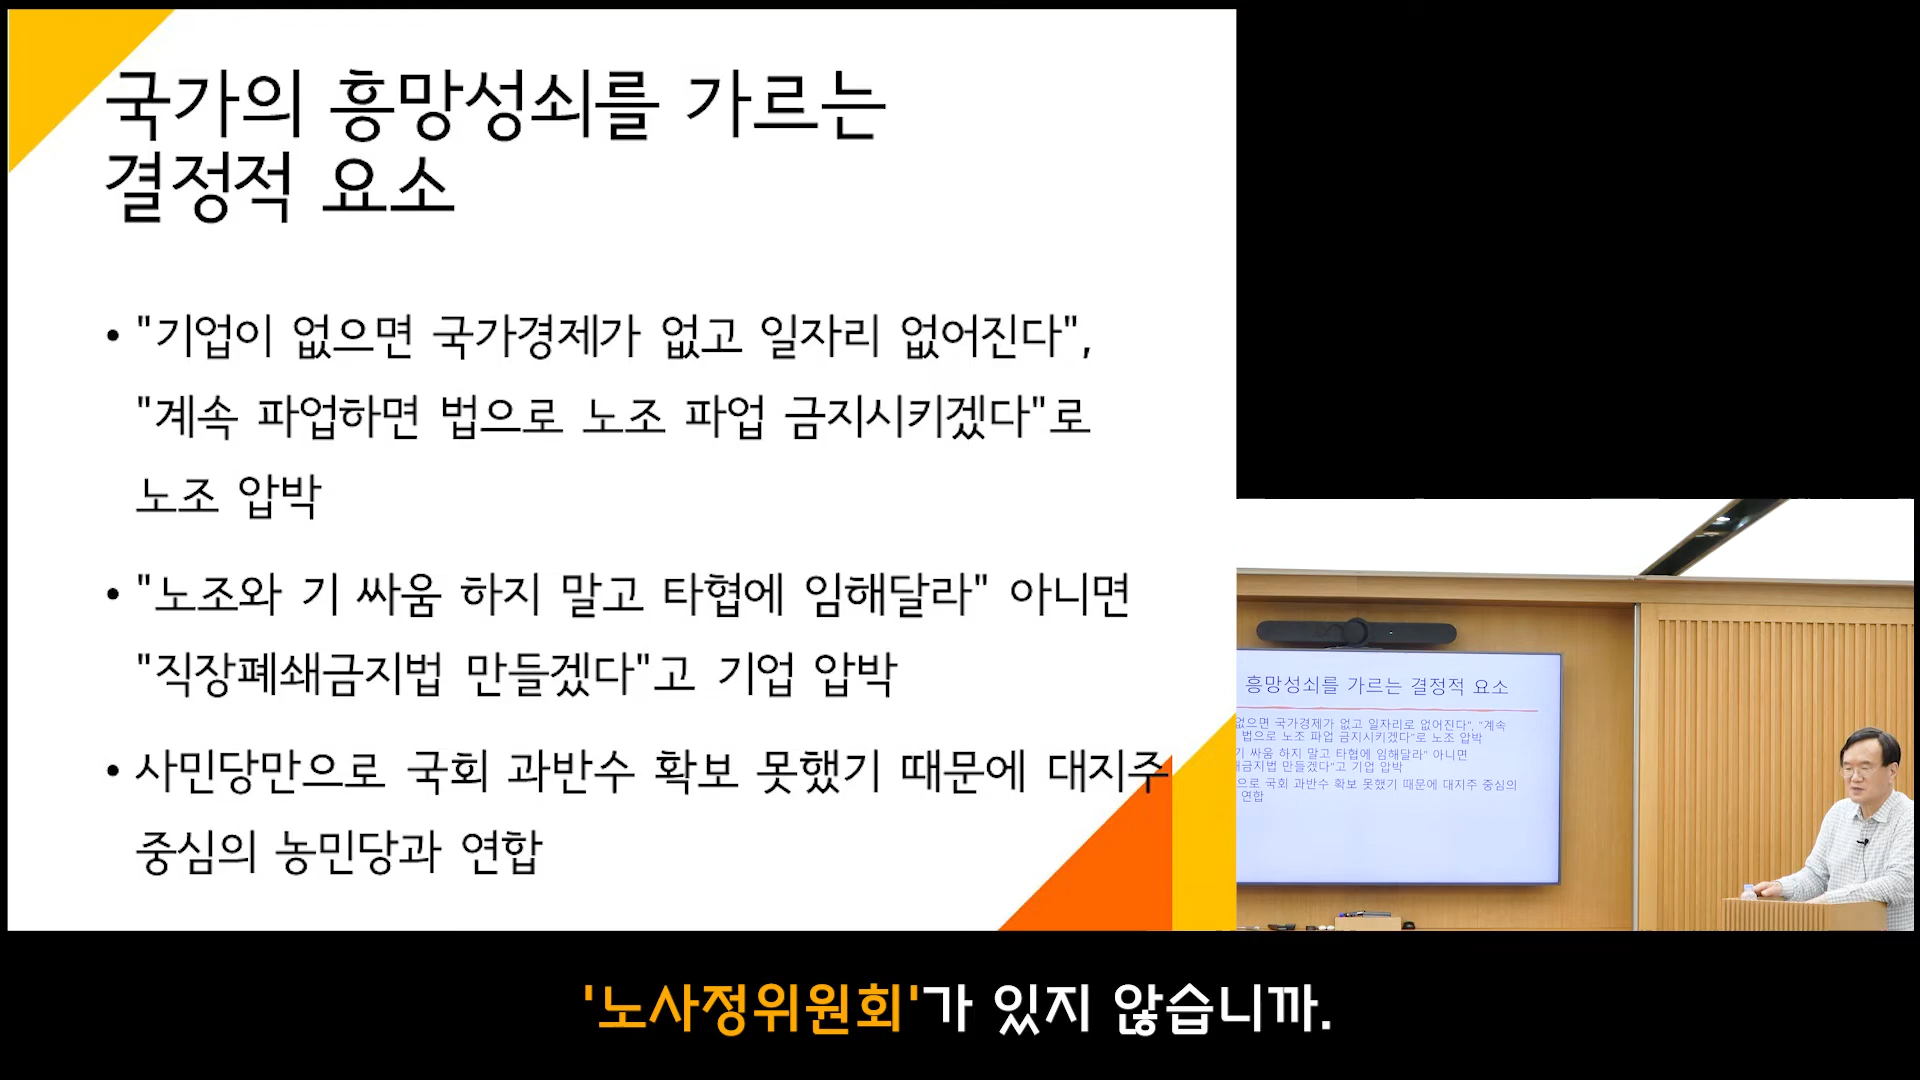 국가의 흥망성쇠를 가르는
결정적 요소
• "기업이 없으면 국가경제가 없고 일자리 없어진다",
"계속 파업하면 법으로 노조 파업 금지시키겠다"로
노조 압박
• "노조와 기 싸움 하지 말고 타협에 임해달라" 아니면
"직장폐쇄금지법 만들겠다"고 기업 압박
• 사민당만으로 국회 과반수 확보 못했기 때문에 대지주
중심의 농민당과 연합
흥망성쇠를 가르는 결정적 요소
없으면 국가경제가 없고 일자리로 없어진다", "계속
법으로 노조 파업 금지시키겠다"로 노조 압박
기 싸움 하지 말고 타협에 임해달라" 아니면
금지법 만들겠다"고 기업 압박
으로 국회 과반수 확보 못했기 때문에 대지주 중심의
연합
'노사정위원회'가 있지 않습니까.